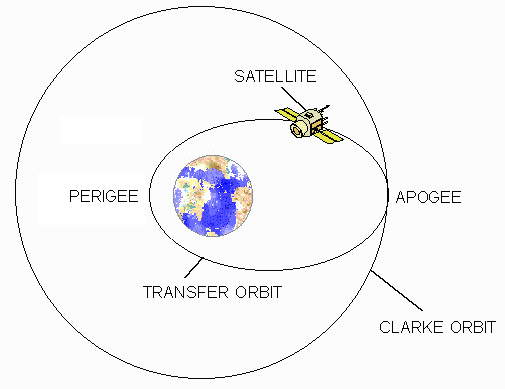 SATELLITE
PERIGEE
APOGEE
TRANSFER ORBIT
CLARKE ORBIT